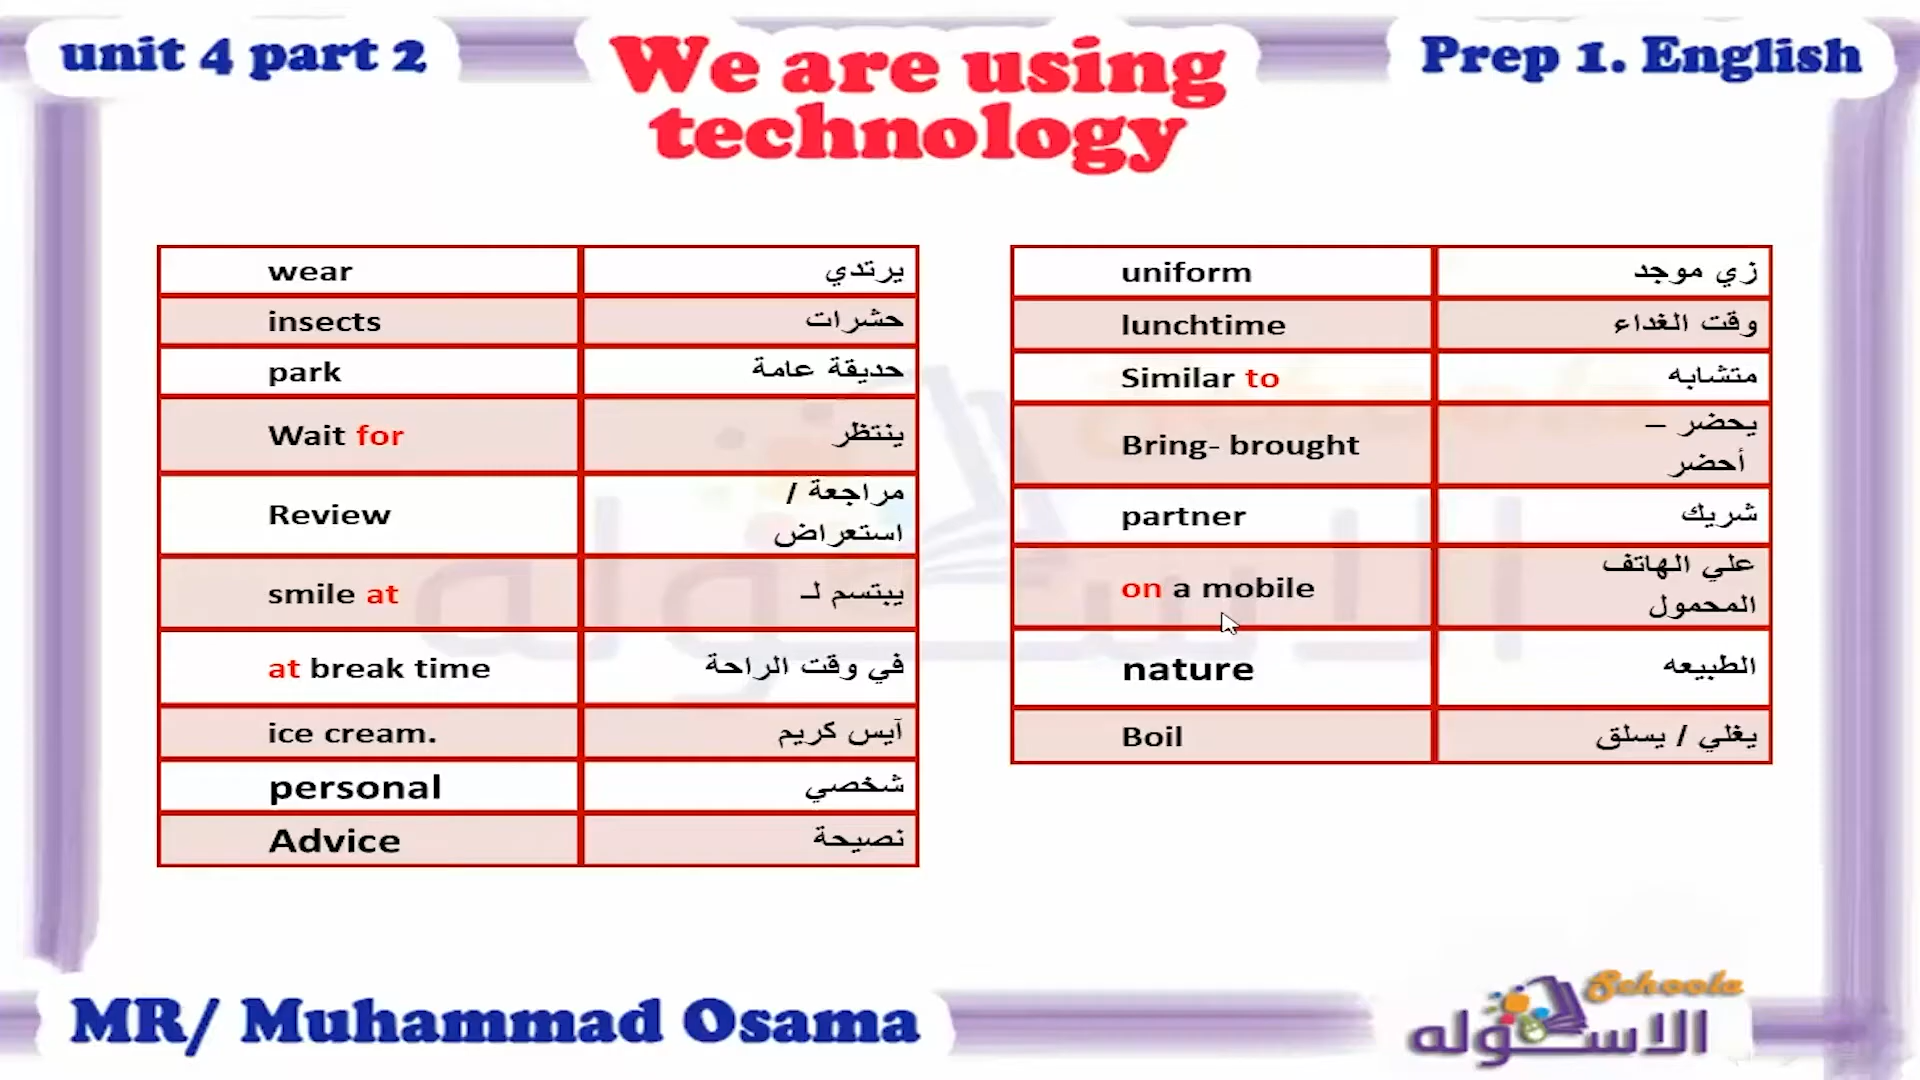 unit 4 part 2
We are using
technology
Prep 1. English
wear يرتدي
insects حشرات
park حديقة عامة
Wait for ينتظر
Review مراجعة /
استعراض
smile at يبتسم لـ
at break time في وقت الراحة
ice cream. آيس كريم
personal شخصي
Advice نصيحة
uniform زي موجد
lunchtime وقت الغداء
Similar to متشابه
Bring- brought يحضر –
أحضر
partner شريك
on a mobile علي الهاتف
المحمول
nature الطبيعه
Boil يغلي / يسلق
MR/ Muhammad Osama
Schoola
الاسكوله